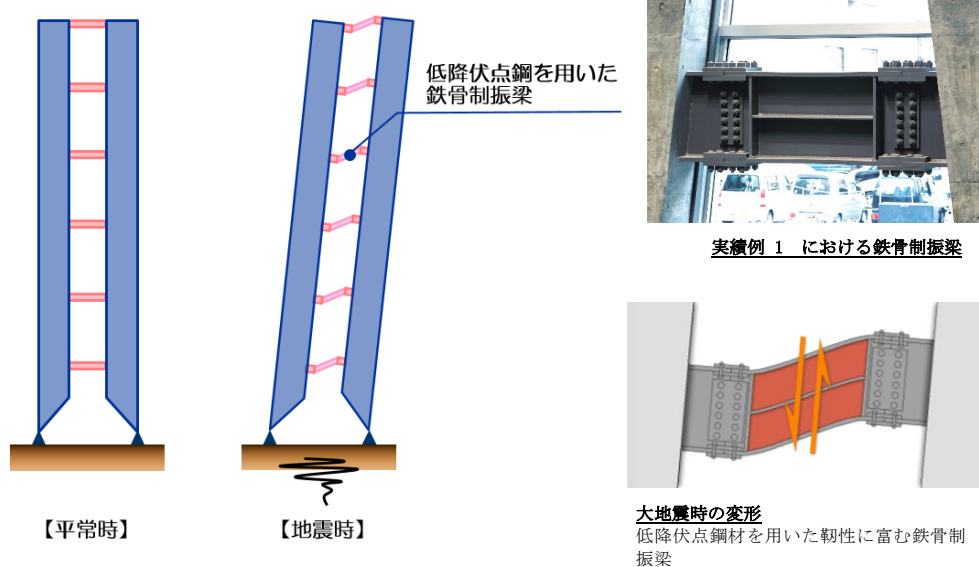 低降伏点鋼を用いた
鉄骨制振梁
実績例 1 における鉄骨制振梁
【平常時】
【地震時】
大地震時の変形
低降伏点鋼材を用いた靭性に富む鉄骨制
振梁